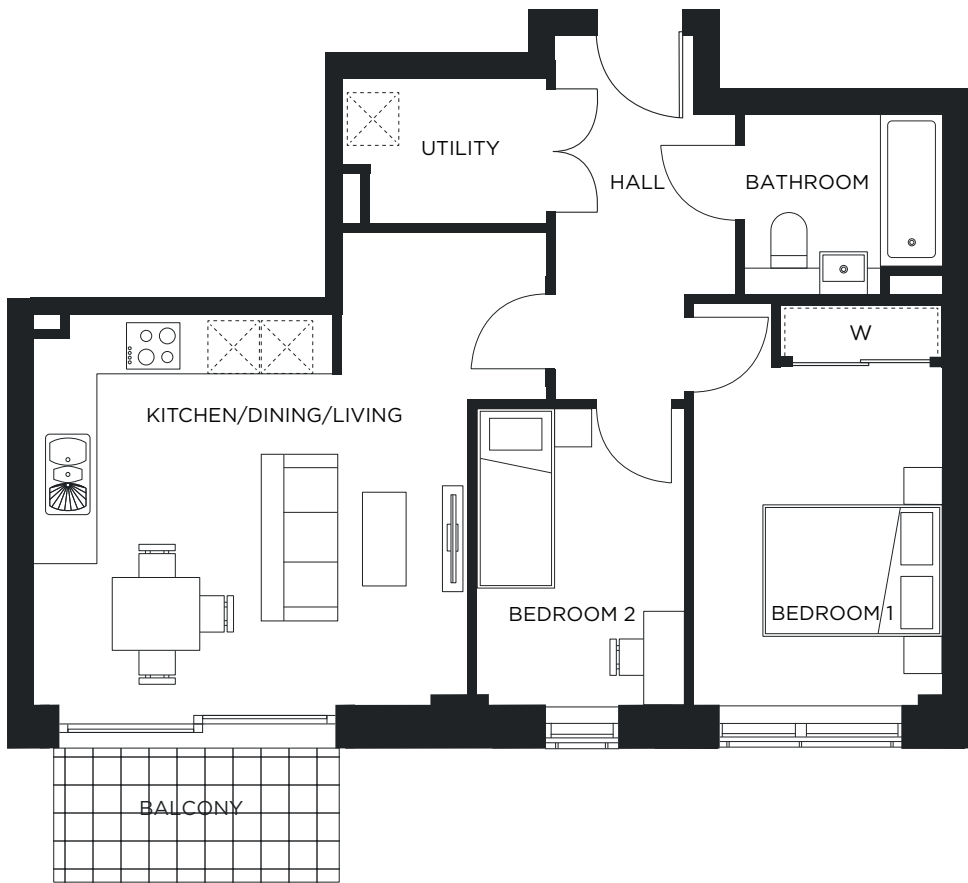 UTILITY
HALL
BATHROOM
W
KITCHEN/DINING/LIVING
BEDROOM 2
BEDROOM 1
BALCONY